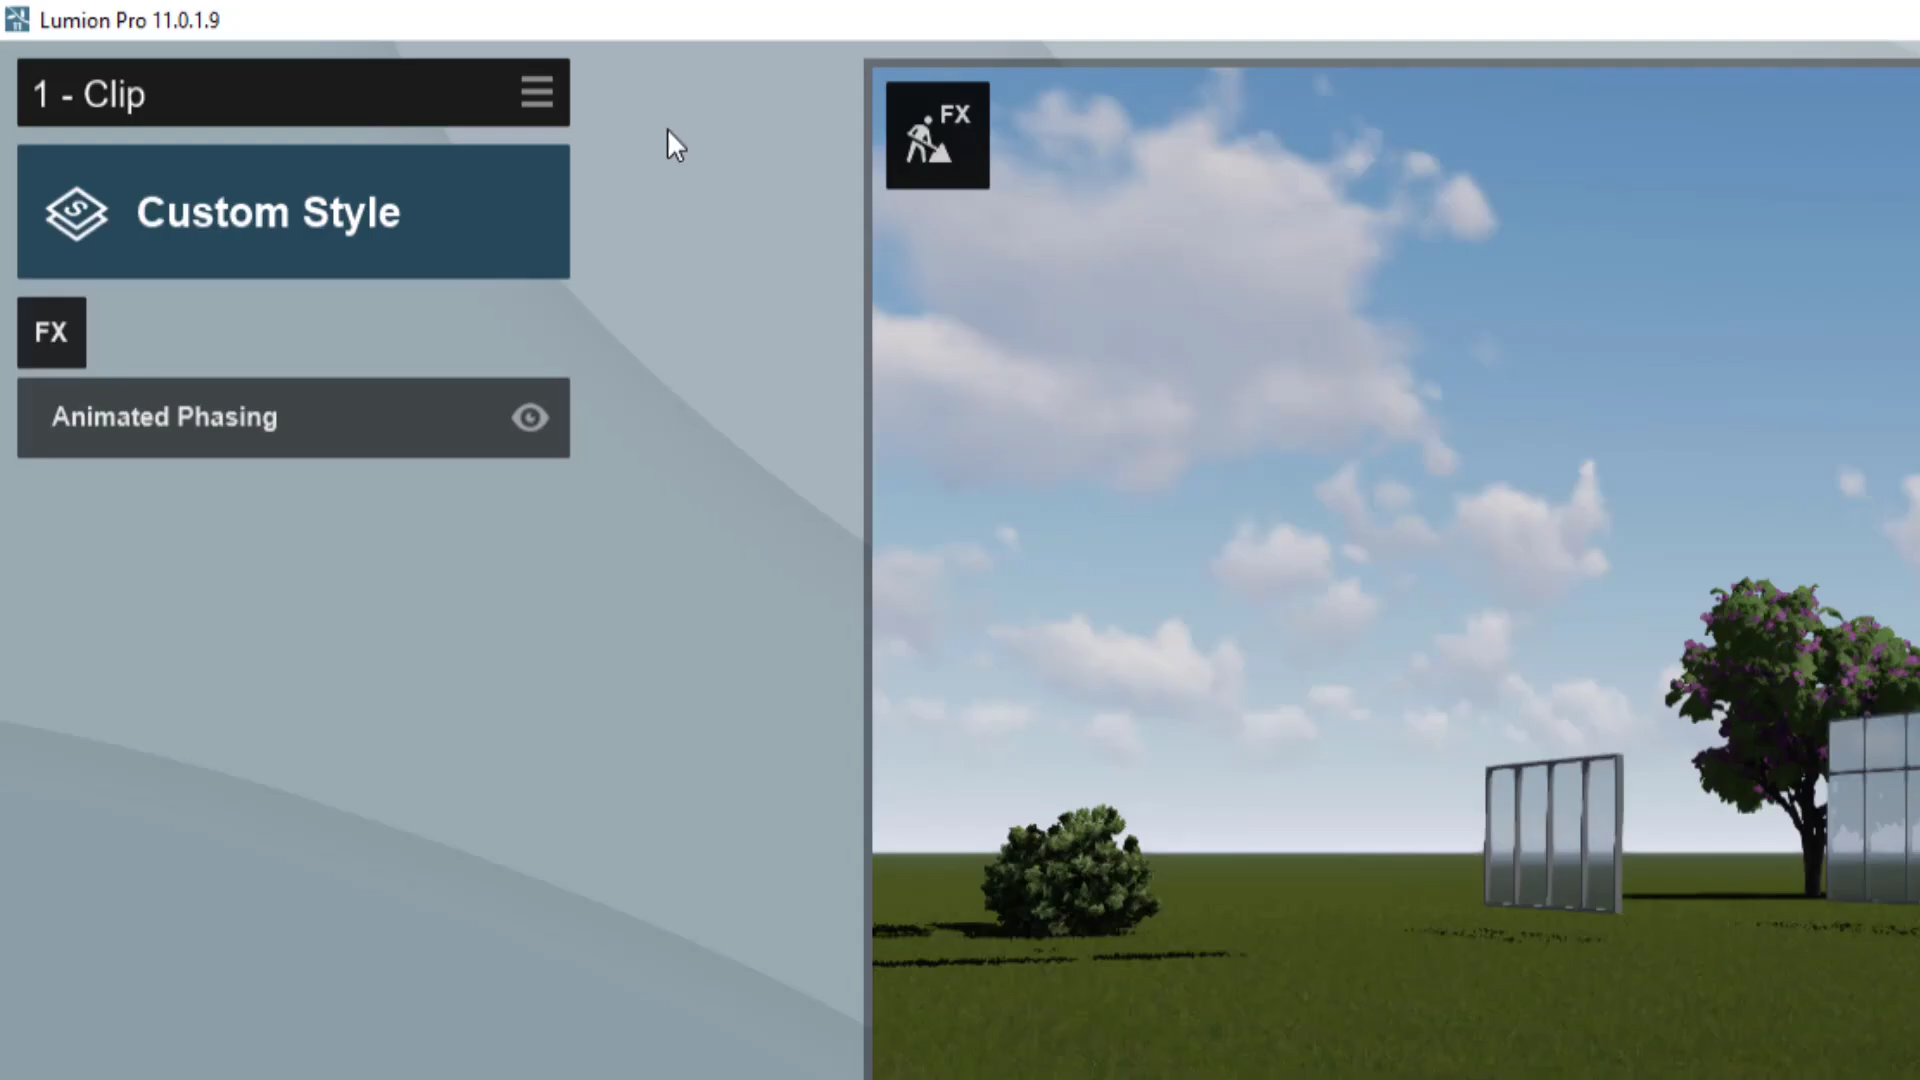 Lumion Pro 11.0.1.9
1 - Clip
FX
Custom Style
FX
Animated Phasing